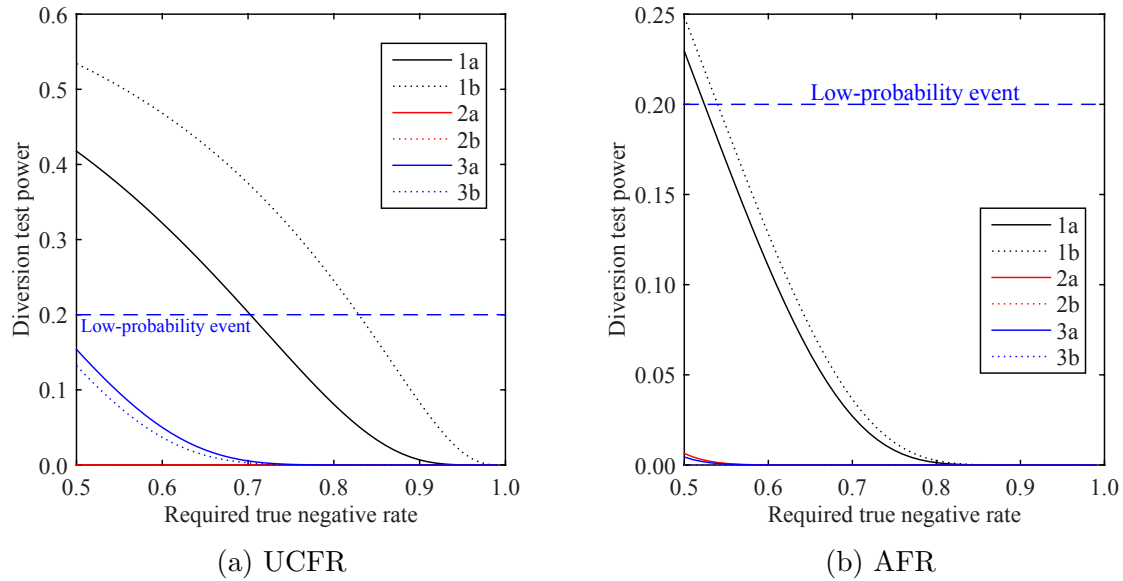 0.6
0.5
0.4
0.3
0.2
0.1
0.0
Diversion test power
1a
1b
2a
2b
3a
3b
Low-probability event
0.5 0.6 0.7 0.8 0.9 1.0
Required true negative rate
(a) UCFR
0.25
0.20
0.15
0.10
0.05
0.00
Diversion test power
Low-probability event
1a
1b
2a
2b
3a
3b
0.5 0.6 0.7 0.8 0.9 1.0
Required true negative rate
(b) AFR